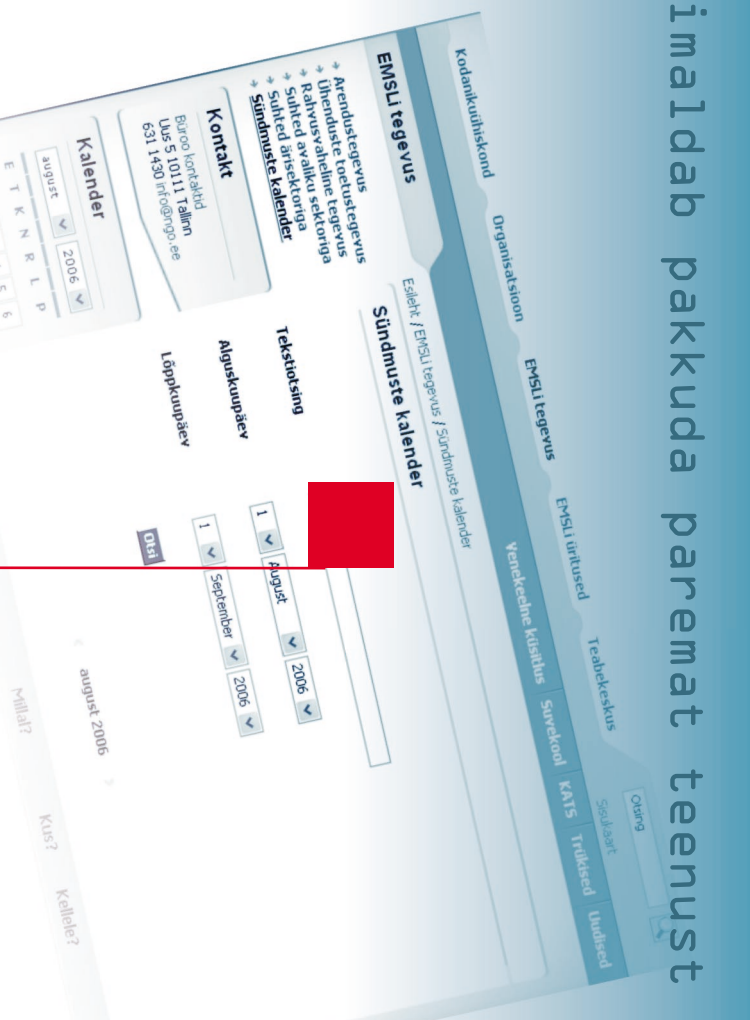 imaldab pakkuda paremat teenust
Otsing
Sisukaart
Kodanikuühiskond
Organisatsioon
EMSLi tegevus
EMSLi üritused
Teabekeskus
Venekeelne küsitlus
Suvekool
KATS
Trükised
Uudised
EMSLi tegevus
Arendustegevus
Ühenduste toetustegevus
Rahvusvaheline tegevus
Suhted avaliku sektoriga
Suhted ärisektoriga
Sündmuste kalender
Kontakt
Büroo kontaktid
Uus 5 10111 Tallinn
631 1430 info@ngo.ee
Kalender
august 2006
E T K N R L P
5 6
Esileht / EMSLi tegevus / Sündmuste kalender
Sündmuste kalender
Tekstiotsing
Alguskuupäev 1 August 2006
Lõppkuupäev 1 September 2006
Otsi
august 2006
Millal? Kus? Kellele?